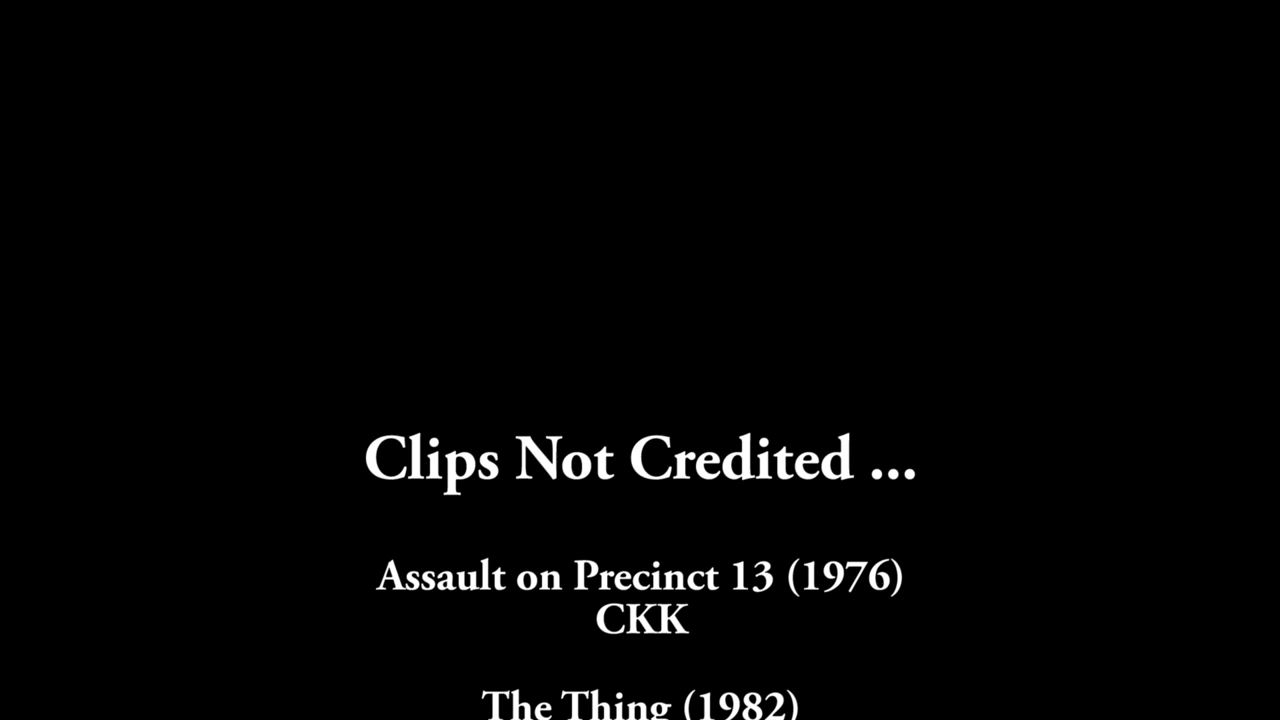 Clips Not Credited ...
Assault on Precinct 13 (1976)
CKK
The Thing (1982)